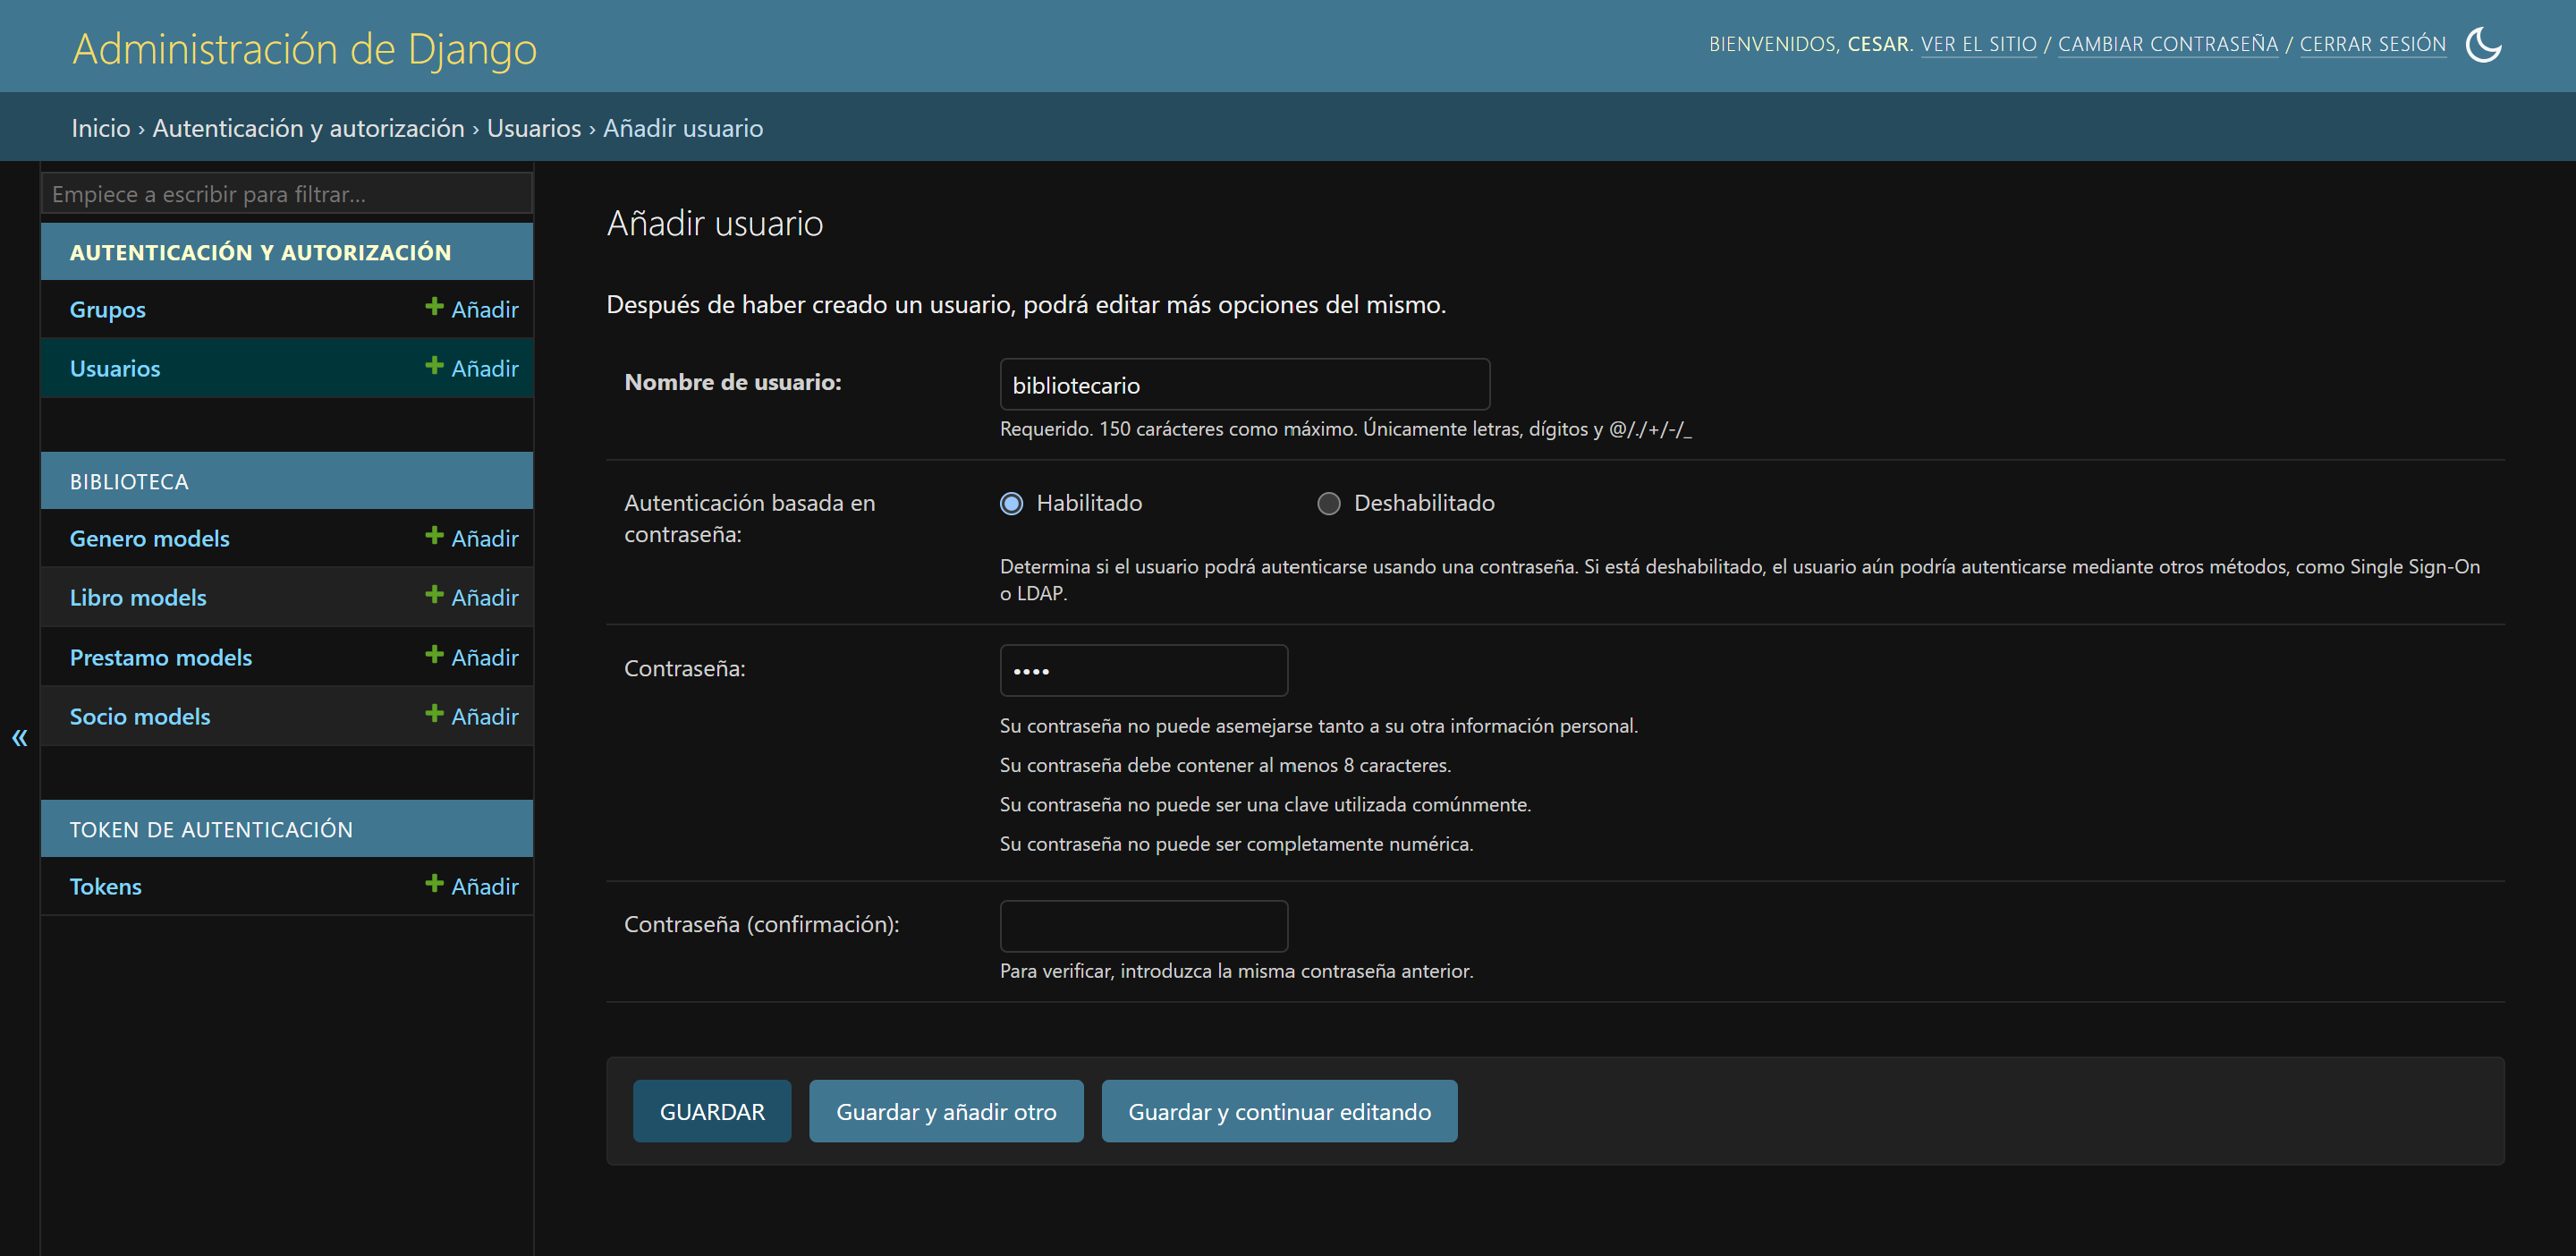 Administración de Django
BIENVENIDOS, CESAR. VER EL SITIO / CAMBIAR CONTRASEÑA / CERRAR SESIÓN
Inicio › Autenticación y autorización › Usuarios › Añadir usuario
Empiece a escribir para filtrar...
AUTENTICACIÓN Y AUTORIZACIÓN
Grupos Añadir
Usuarios Añadir
BIBLIOTECA
Genero models Añadir
Libro models Añadir
Prestamo models Añadir
Socio models Añadir
TOKEN DE AUTENTICACIÓN
Tokens Añadir
«
Añadir usuario
Después de haber creado un usuario, podrá editar más opciones del mismo.
Nombre de usuario: bibliotecario
Requerido. 150 carácteres como máximo. Únicamente letras, dígitos y @/./+/-/_
Autenticación basada en
contraseña:
Habilitado Deshabilitado
Determina si el usuario podrá autenticarse usando una contraseña. Si está deshabilitado, el usuario aún podría autenticarse mediante otros métodos, como Single Sign-On
o LDAP.
Contraseña: ••••
Su contraseña no puede asemejarse tanto a su otra información personal.
Su contraseña debe contener al menos 8 caracteres.
Su contraseña no puede ser una clave utilizada comúnmente.
Su contraseña no puede ser completamente numérica.
Contraseña (confirmación):
Para verificar, introduzca la misma contraseña anterior.
GUARDAR Guardar y añadir otro Guardar y continuar editando